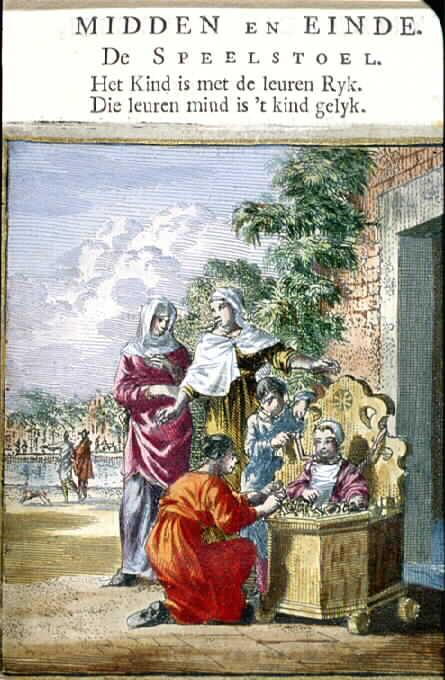 MIDDEN EN EINDE.
De Speelstoel.
Het Kind is met de leuren Ryk.
Die leuren mind is 't kind gelyk.